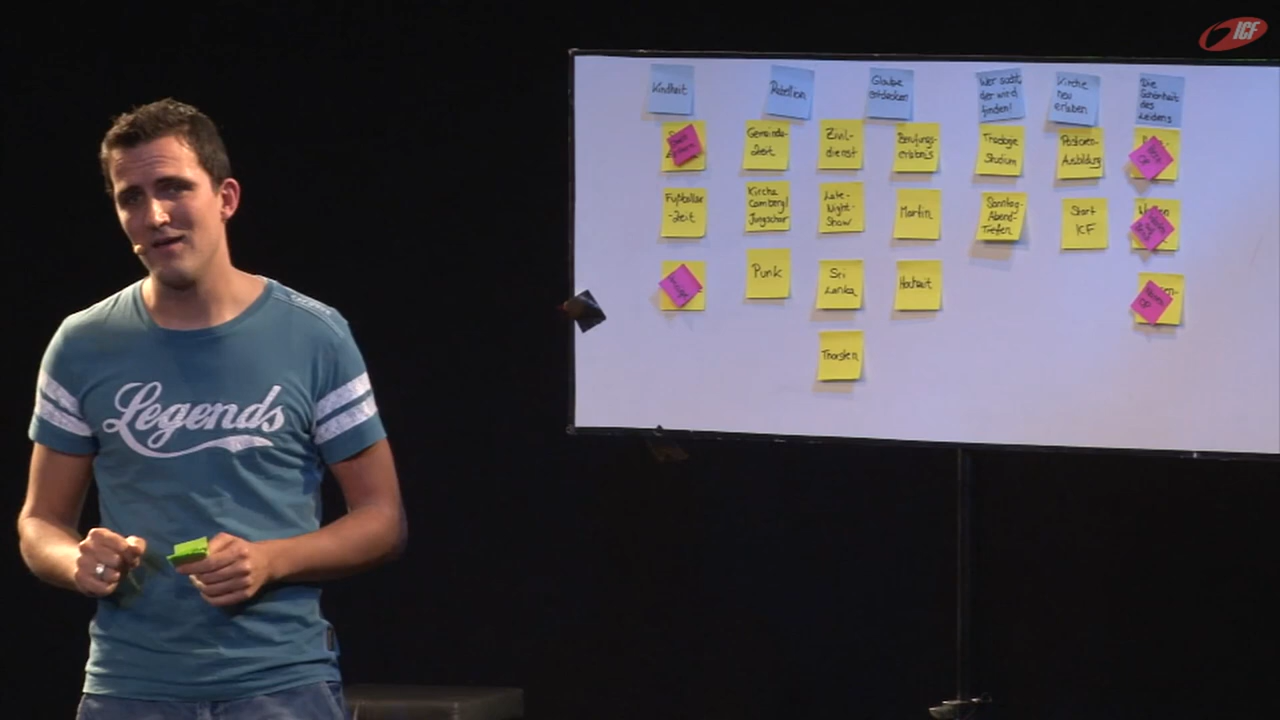 ICF
Kindheit
Rebellion
Glaube
entdecken
Wer sucht,
der wird
finden!
Kirche
neu
erleben
Die
Schönheit
des
Leidens
Gemeinde-
Zeit
Zivil-
dienst
Berufungs-
erlebnis
Theologie
Studium
Pastoren-
Ausbildung
OP
Fußballer
-Zeit
Kirche
Jungschar
Late-
Night-
Show
Martin
Sonntag-
Abend-
Treffen
Start
ICF
Punk
Sri
Lanka
Hochzeit
OP
Thorsten
Legends